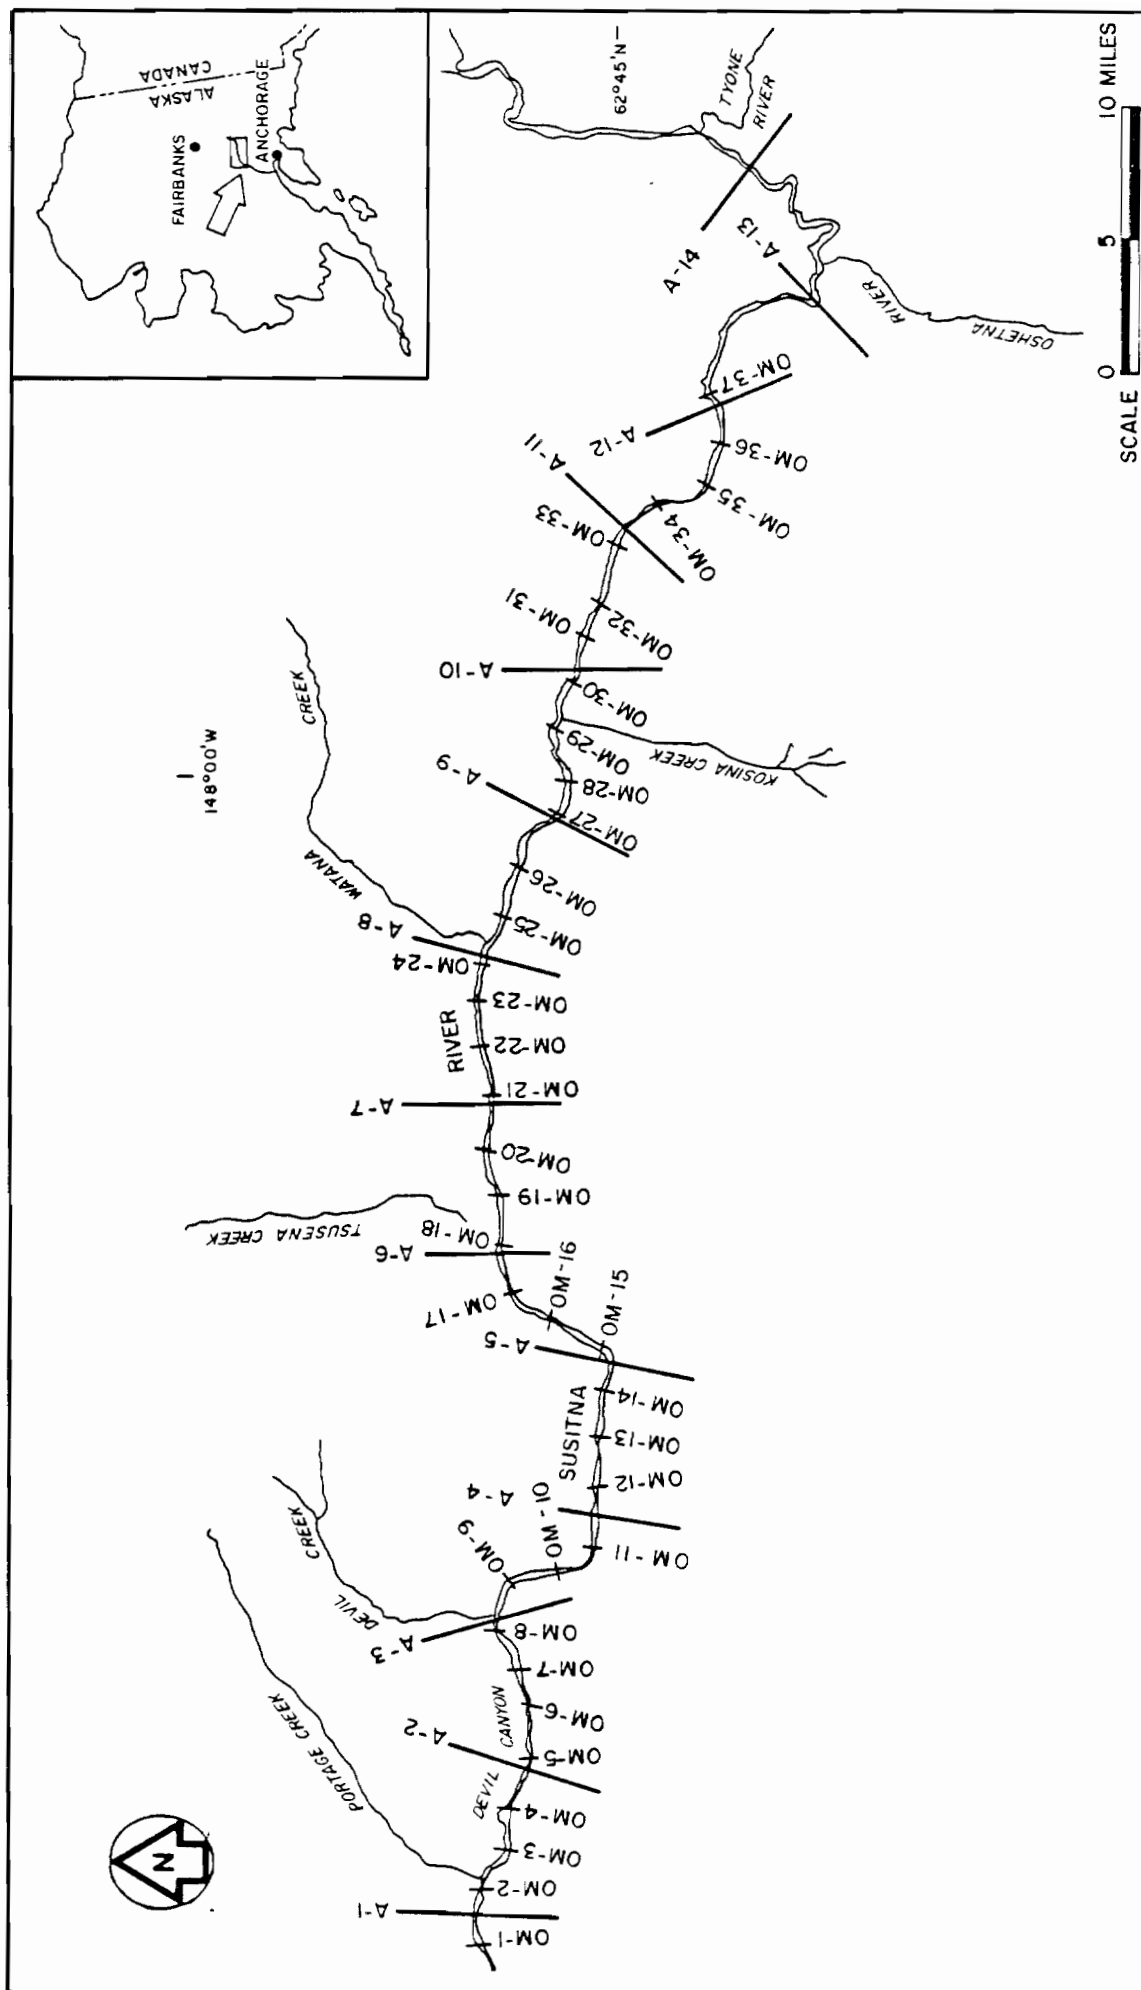 CANADA
ALASKA
FAIRBANKS
ANCHORAGE
62°45'N
TYONE
RIVER
A-14
A-13
RIVER
OSHETNA
SCALE
0
5
10 MILES
OM-37
A-12
OM-36
OM-35
A-11
OM-34
OM-33
OM-32
OM-31
A-10
OM-30
OM-29
KOSINA CREEK
OM-28
A-9
OM-27
148°00'W
CREEK
WATANA
OM-26
OM-25
A-8
OM-24
OM-23
RIVER
OM-22
OM-21
A-7
OM-20
OM-19
TSUSENA CREEK
OM-18
A-6
OM-17
OM-16
OM-15
A-5
SUSITNA
OM-14
OM-13
OM-12
A-4
OM-11
OM-10
OM-9
CREEK
DEVIL
A-3
OM-8
OM-7
OM-6
DEVIL
CANYON
A-2
OM-5
OM-4
OM-3
PORTAGE CREEK
OM-2
A-1
OM-1
N